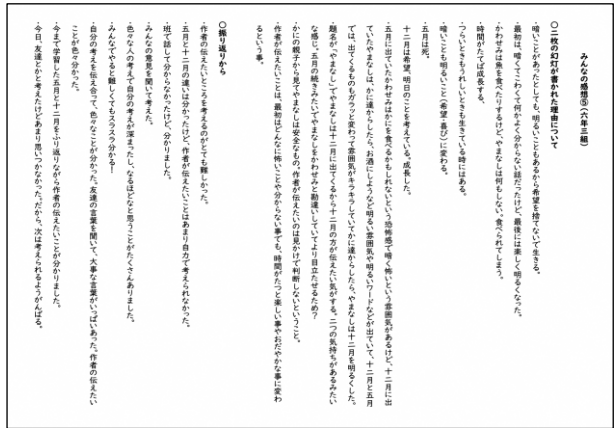 みんなの感想⑤（六年三組）
〇二枚の幻灯が書かれた理由について
・暗いことがあったとしても、明るいこともあるから希望を捨てないで生きる。
・最初は、暗くてこわくて何かよく分からない話だったけど、最後には楽しく明るくなった。
・かわせみは魚を食べたりするけど、やまなしは何もしない。食べられてしまう。
・時間がたてば成長する。
・つらいときもうれしいときも生きている時にはある。
・暗いことも明るいこと（希望・喜び）に変わる。
・五月は死。
十二月は希望、明日のことを考えている。成長した。
・五月に出ていたかわせみはかにを食べるかもしれないという恐怖感で暗く怖いという雰囲気があるけど、十二月に出
ていたやまなしは、かに達からしたら、お酒にしようなど明るい雰囲気や明るいワードなどが出ていて、十二月と五月
では、出てくるものもガラッと変わって雰囲気がキラキラしていてかに達からしたら、やまなしは十二月を明るくした。
・題名が「やまなし」でやまなしは十二月に出てくるから十二月の方が伝えたい気がする。二つの気持ちがあるみたい
な感じ、五月の続きみたいでやまなしをかわせみと勘違いしていてより目立たせるため？
・かにの親子から見てやまなしは安全なもの。作者が伝えたいのは見かけで判断しないということ。
・作者が伝えたいことは、最初はどんなに怖いことや分からない事でも、時間がたつと楽しい事やおだやかな事に変わ
るという事。
〇振り返りから
・作者の伝えたいところを考えるのがとても難しかった。
・五月と十二月の違いは分かったけど、作者が伝えたいことはあまり自力で考えられなかった。
・班で話して分からなかったけど、分かりました。
・みんなの意見を聞いて考えた。
・色々な人の考えで自分の考えが深まったし、なるほどなと思うことがたくさんありました。
・みんなでやると難しくてもスラスラ分かる！
・自分の考えを伝え合って、色々なことが分かった。友達の言葉を聞いて、大事な言葉がいっぱいあった。作者の伝えたい
ことが色々分かった。
・今まで学習した五月と十二月をふり返りながら作者の伝えたいことが分かりました。
・今日、友達とかと考えたけどあまり思いつかなかった。だから、次は考えられるようがんばる。